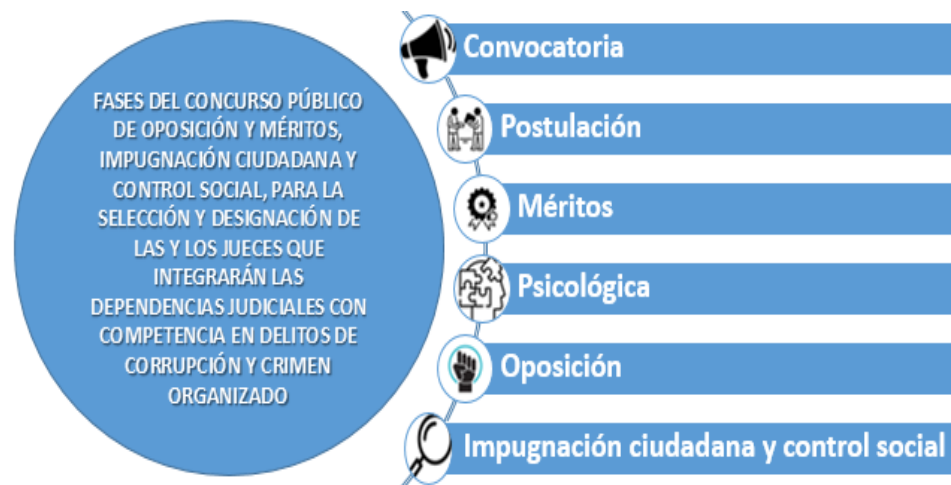 FASES DEL CONCURSO PÚBLICO
DE OPOSICIÓN Y MÉRITOS,
IMPUGNACIÓN CIUDADANA Y
CONTROL SOCIAL, PARA LA
SELECCIÓN Y DESIGNACIÓN DE
LAS Y LOS JUECES QUE
INTEGRARÁN LAS
DEPENDENCIAS JUDICIALES CON
COMPETENCIA EN DELITOS DE
CORRUPCIÓN Y CRIMEN
ORGANIZADO
Convocatoria
Postulación
Méritos
Psicológica
Oposición
Impugnación ciudadana y control social